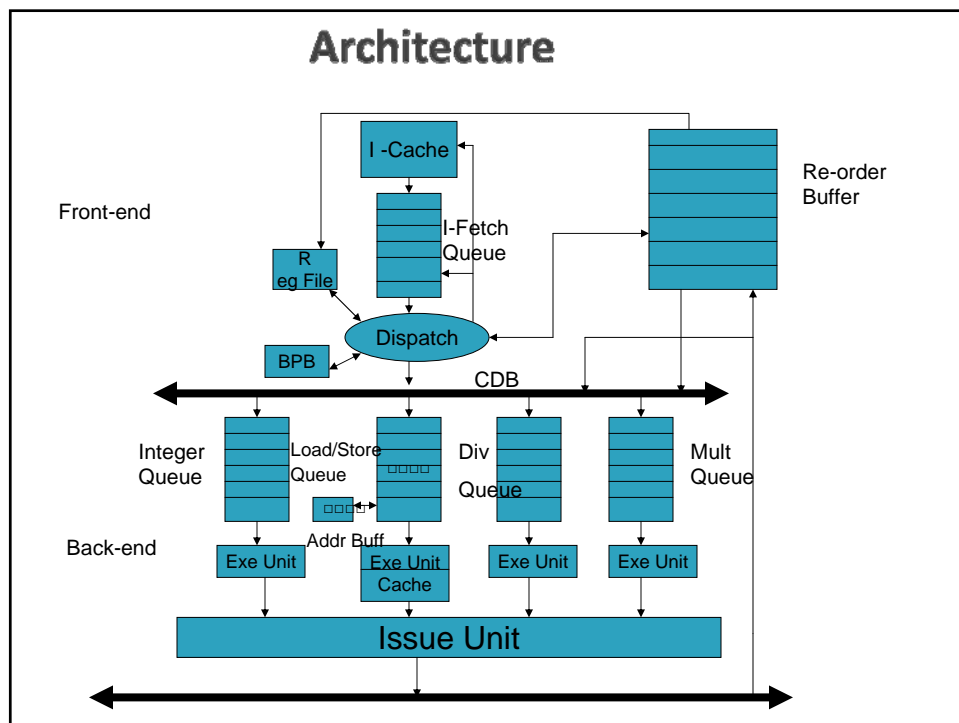 Architecture
I -Cache
Re-order
Buffer
Front-end
I-Fetch
Queue
R
eg File
Dispatch
BPB
CDB
Integer
Queue
Load/Store
Queue
□□□□
Div
Queue
Mult
Queue
□□□□
Addr Buff
Back-end
Exe Unit
Exe Unit
Cache
Exe Unit
Exe Unit
Issue Unit